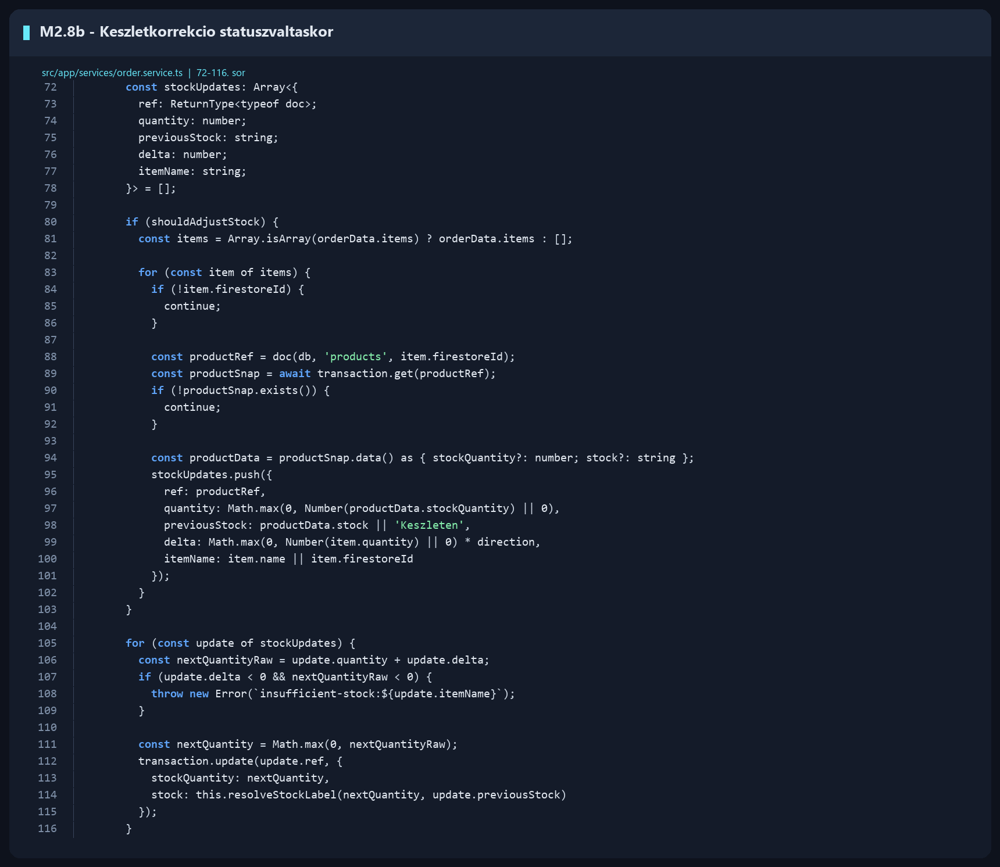 M2.8b - Keszletkorrekcio statuszvaltaskor
src/app/services/order.service.ts | 72-116. sor
72 const stockUpdates: Array<{
73 ref: ReturnType<typeof doc>;
74 quantity: number;
75 previousStock: string;
76 delta: number;
77 itemName: string;
78 }> = [];
79
80 if (shouldAdjustStock) {
81 const items = Array.isArray(orderData.items) ? orderData.items : [];
82
83 for (const item of items) {
84 if (!item.firestoreId) {
85 continue;
86 }
87
88 const productRef = doc(db, 'products', item.firestoreId);
89 const productSnap = await transaction.get(productRef);
90 if (!productSnap.exists()) {
91 continue;
92 }
93
94 const productData = productSnap.data() as { stockQuantity?: number; stock?: string };
95 stockUpdates.push({
96 ref: productRef,
97 quantity: Math.max(0, Number(productData.stockQuantity) || 0),
98 previousStock: productData.stock || 'Keszleten',
99 delta: Math.max(0, Number(item.quantity) || 0) * direction,
100 itemName: item.name || item.firestoreId
101 });
102 }
103 }
104
105 for (const update of stockUpdates) {
106 const nextQuantityRaw = update.quantity + update.delta;
107 if (update.delta < 0 && nextQuantityRaw < 0) {
108 throw new Error(`insufficient-stock:${update.itemName}`);
109 }
110
111 const nextQuantity = Math.max(0, nextQuantityRaw);
112 transaction.update(update.ref, {
113 stockQuantity: nextQuantity,
114 stock: this.resolveStockLabel(nextQuantity, update.previousStock)
115 });
116 }